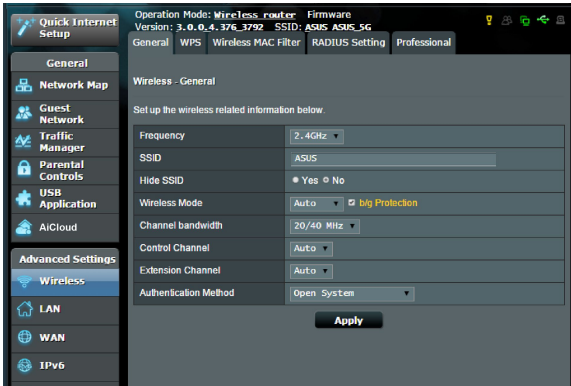 Quick Internet
Setup
General
Network Map
Guest
Network
Traffic
Manager
Parental
Controls
USB
Application
AiCloud
Advanced Settings
Wireless
LAN
WAN
IPv6
Operation Mode: Wireless router Firmware
Version: 3.0.0.4.376_3792 SSID: ASUS ASUS_5G
General WPS Wireless MAC Filter RADIUS Setting Professional
Wireless - General
Set up the wireless related information below.
Frequency 2.4GHz
SSID ASUS
Hide SSID Yes No
Wireless Mode Auto b/g Protection
Channel bandwidth 20/40 MHz
Control Channel Auto
Extension Channel Auto
Authentication Method Open System
Apply